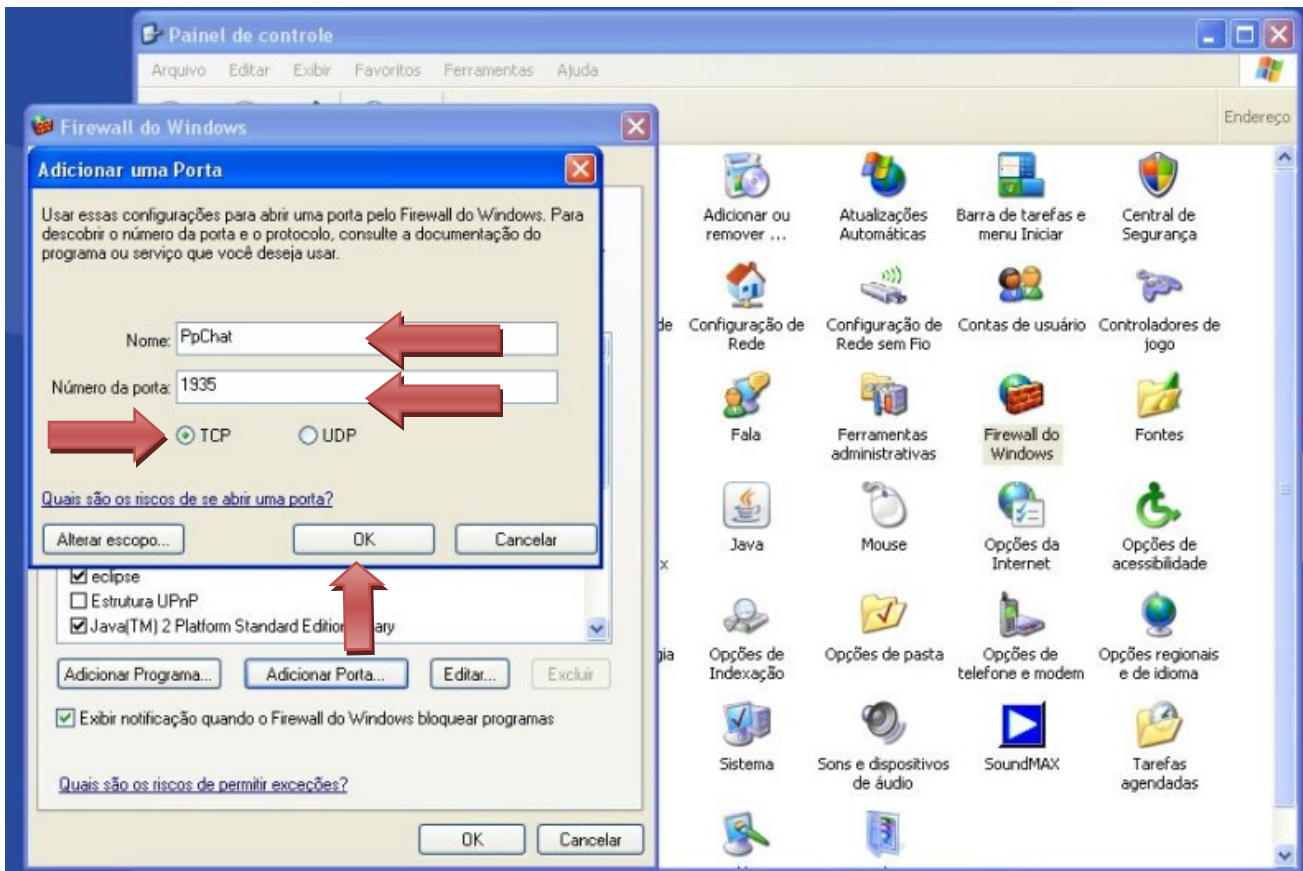 Painel de controle
Arquivo Editar Exibir Favoritos Ferramentas Ajuda
Endereço
Firewall do Windows
Adicionar uma Porta
Usar essas configurações para abrir uma porta pelo Firewall do Windows. Para
descobrir o número da porta e o protocolo, consulte a documentação do
programa ou serviço que você deseja usar.
Nome: PpChat
Número da porta: 1935
TCP UDP
Quais são os riscos de se abrir uma porta?
Alterar escopo... OK Cancelar
eclipse
Estrutura UPnP
Java(TM) 2 Platform Standard Edition
Adicionar Programa... Adicionar Porta... Editar... Excluir
Exibir notificação quando o Firewall do Windows bloquear programas
Quais são os riscos de permitir exceções?
OK Cancelar
Adicionar ou
remover ...
Atualizações
Automáticas
Barra de tarefas e
menu Iniciar
Central de
Segurança
de
Configuração de
Rede
Configuração de
Rede sem Fio
Contas de usuário
Controladores de
jogo
Fala
Ferramentas
administrativas
Firewall do
Windows
Fontes
x
Java
Mouse
Opções da
Internet
Opções de
acessibilidade
gia
Opções de
Indexação
Opções de pasta
Opções de
telefone e modem
Opções regionais
e de idioma
Sistema
Sons e dispositivos
de áudio
SoundMAX
Tarefas
agendadas